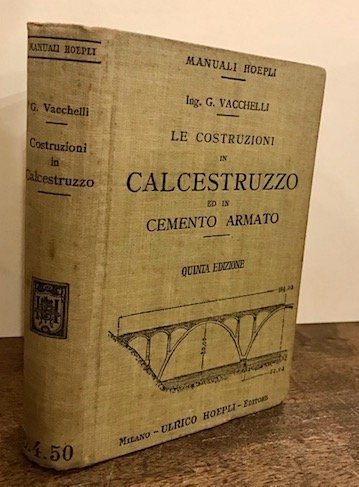 MANUALI HOEPLI
G. Vacchelli
Costruzioni
in
Calcestruzzo
.4.50
MANUALI HOEPLI
Ing. G. VACCHELLI
LE COSTRUZIONI
in
CALCESTRUZZO
ED IN
CEMENTO ARMATO
QUINTA EDIZIONE
MILANO - ULRICO HOEPLI - EDITORE